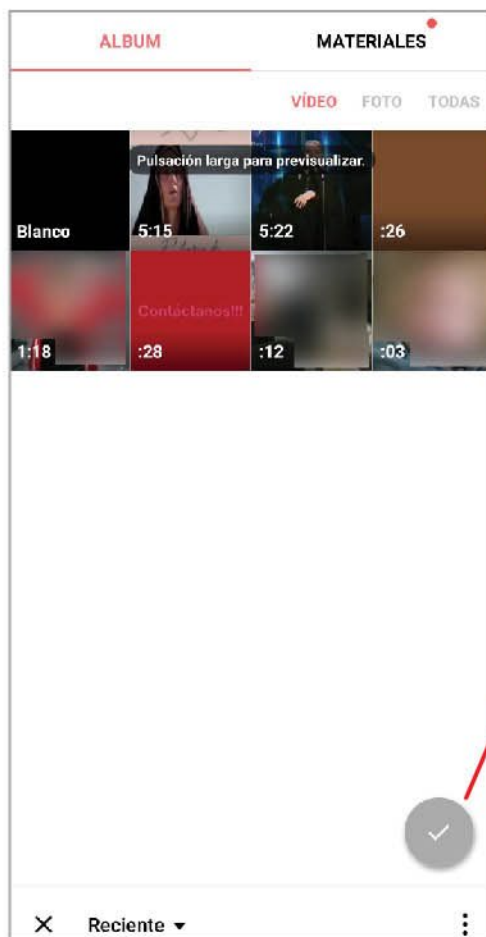 ALBUM MATERIALES
VÍDEO FOTO TODAS
Pulsación larga para previsualizar.
Blanco 5:15 5:22 :26
Contáctanos!!!
1:18 :28 :12 :03
Reciente